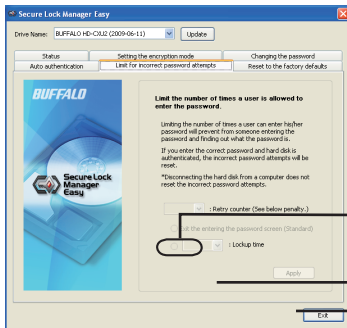 Secure Lock Manager Easy
Drive Name: BUFFALO HD-CXU2 (2009-06-11) Update
Status Setting the encryption mode Changing the password
Auto authentication Limit for incorrect password attempts Reset to the factory defaults
BUFFALO
Secure Lock
Manager
Easy
Limit the number of times a user is allowed to
enter the password.
Limiting the number of times a user can enter his/her
password will prevent from someone entering the
password and finding out what the password is.
If you enter the correct password and hard disk is
authenticated, the incorrect password attempts will be
reset.
*Disconnecting the hard disk from a computer does not
reset the incorrect password attempts.
: Retry counter (See below penalty.)
the entering the password screen (Standard)
: Lockup time
Apply
Exit